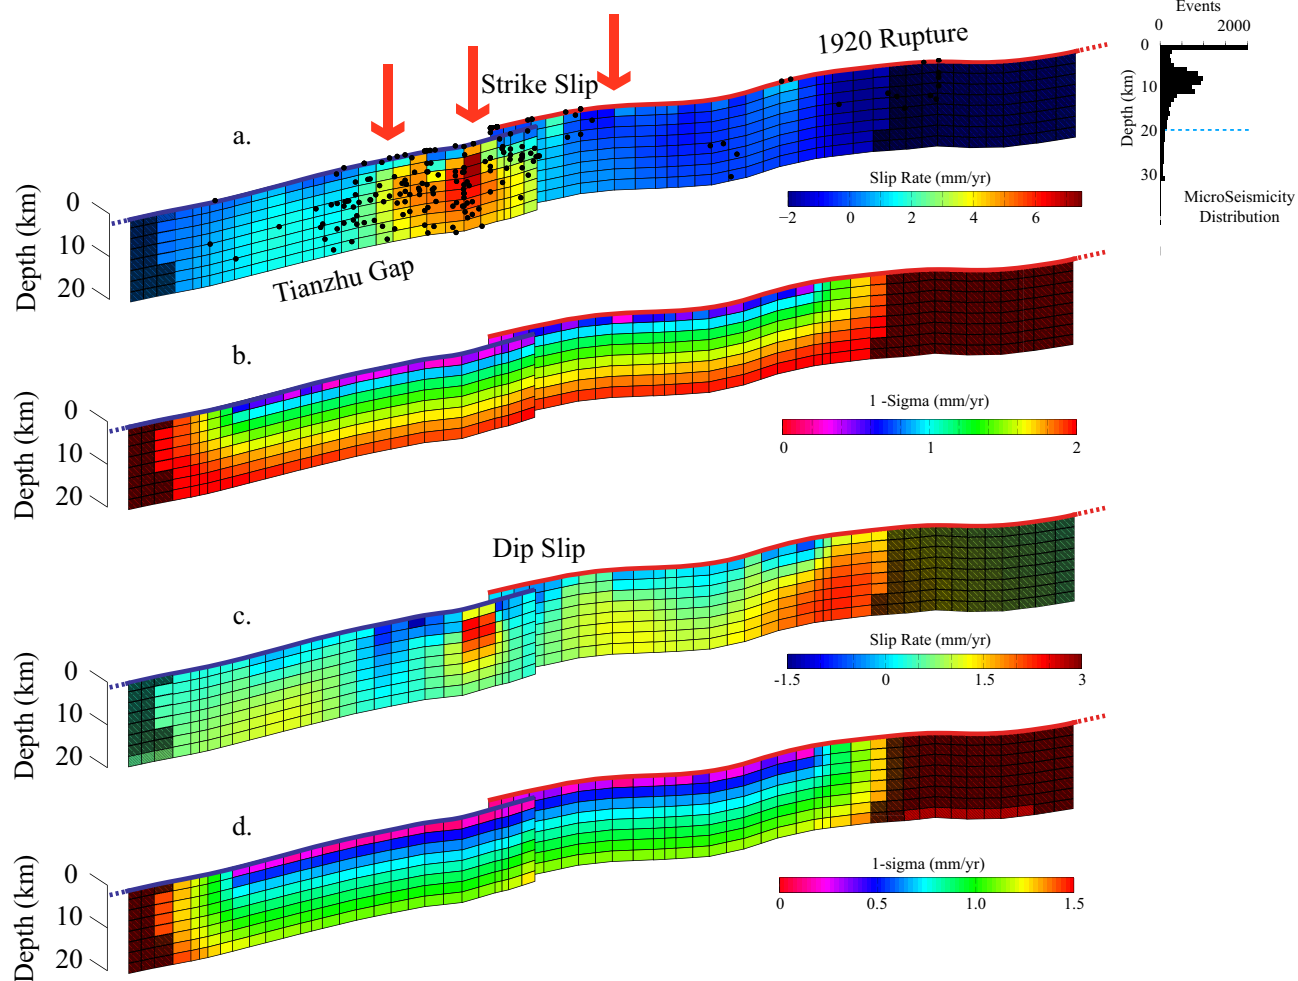 Events
0 2000
1920 Rupture
0
Strike Slip
Depth (km)
10
a.
20
30
Slip Rate (mm/yr)
MicroSeismicity
Distribution
−2 0 2 4 6
Depth (km)
0
10
20
Tianzhu Gap
b.
1 -Sigma (mm/yr)
0 1 2
Depth (km)
0
10
20
Dip Slip
c.
Slip Rate (mm/yr)
-1.5 0 1.5 3
Depth (km)
0
10
20
d.
1-sigma (mm/yr)
0 0.5 1.0 1.5
Depth (km)
0
10
20